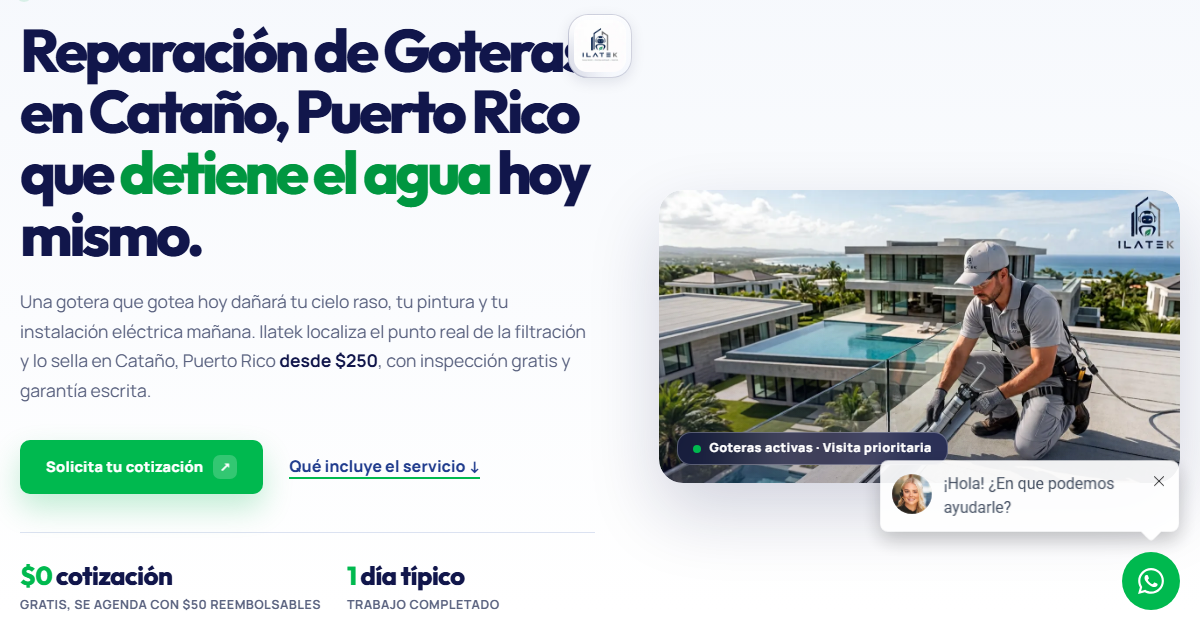 Reparación de Goteras
ILATEK
en Cataño, Puerto Rico
que detiene el agua hoy
mismo.
Una gotera que gotea hoy dañará tu cielo raso, tu pintura y tu
instalación eléctrica mañana. Ilatek localiza el punto real de la filtración
y lo sella en Cataño, Puerto Rico desde $250, con inspección gratis y
garantía escrita.
Solicita tu cotización ↗
Qué incluye el servicio ↓
$0 cotización
GRATIS, SE AGENDA CON $50 REEMBOLSABLES
1 día típico
TRABAJO COMPLETADO
ILATEK
Goteras activas · Visita prioritaria
¡Hola! ¿En que podemos
ayudarle?